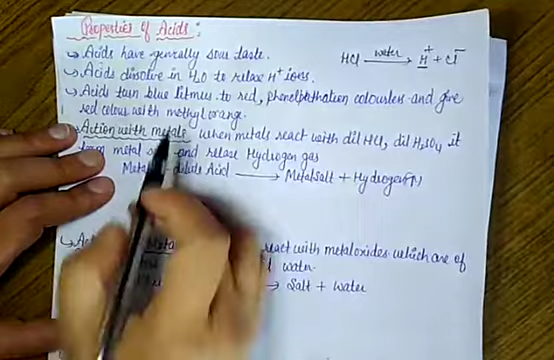 Properties of Acids:
→ Acids have generally sour taste.
HCl water → H+ + Cl-
→ Acids dissolve in H2O to relase H+ ions.
→ Acids turn blue litmus to red, phenolphthalien colourless and give
red colour with methyl orange.
→ Action with metals when metals react with dil HCl, dil H2SO4 it
form metal and relase Hydrogen gas
Metal dilute Acid → Metal salt + Hydrogen
→ react with metal oxides which are of
water.
→ Salt + Water